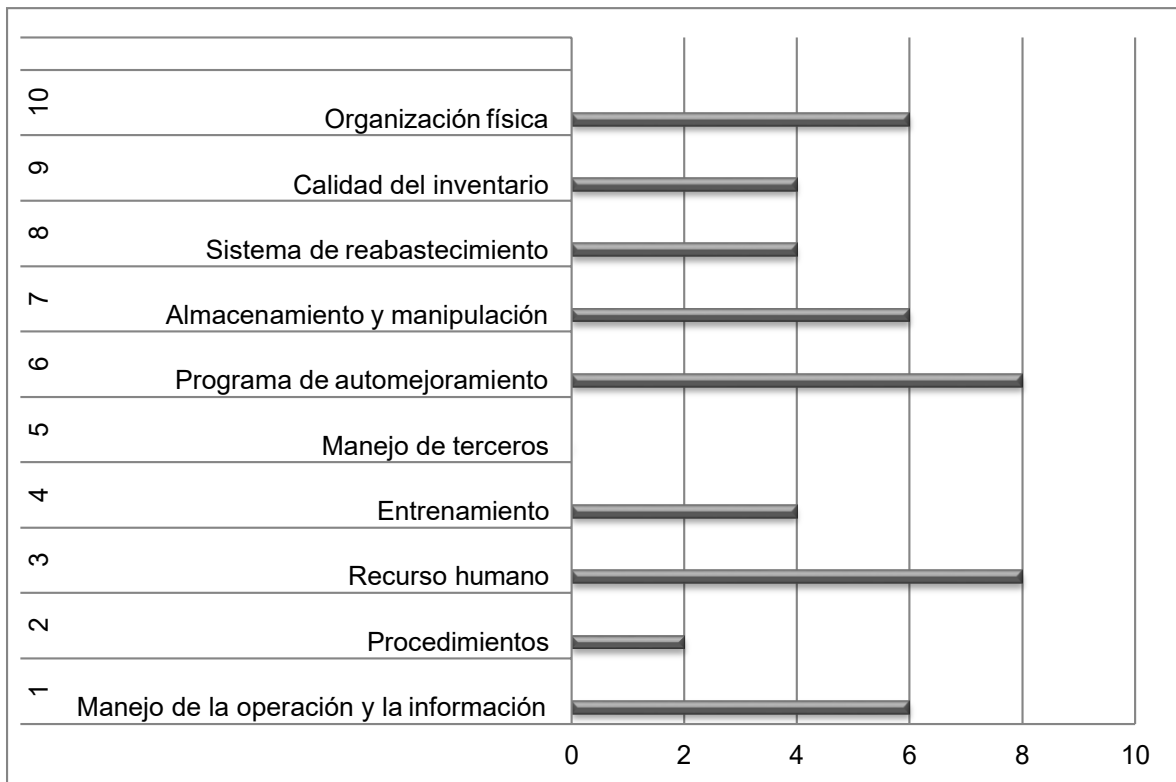 10 Organización física
9 Calidad del inventario
8 Sistema de reabastecimiento
7 Almacenamiento y manipulación
6 Programa de automejoramiento
5 Manejo de terceros
4 Entrenamiento
3 Recurso humano
2 Procedimientos
1 Manejo de la operación y la información
0 2 4 6 8 10